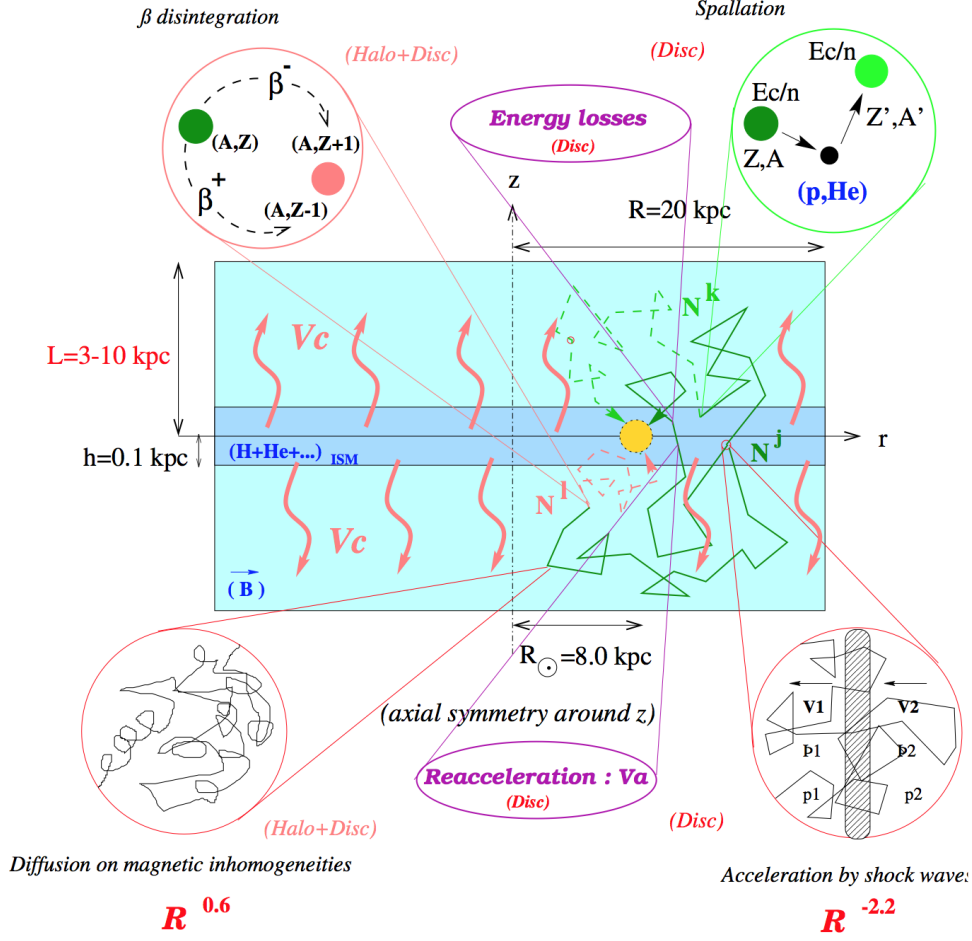 β disintegration
Spallation
(Halo+Disc)
(Disc)
β-
(A,Z)
(A,Z+1)
β+
(A,Z-1)
Energy losses
(Disc)
Ec/n
Ec/n
Z',A'
Z,A
(p,He)
z
R=20 kpc
L=3-10 kpc
Vc
N k
h=0.1 kpc
(H+He+...) ISM
N j
r
N l
Vc
( B )
R☉=8.0 kpc
(axial symmetry around z)
V1
V2
Þ1
Þ2
p1
p2
Reacceleration : Va
(Disc)
(Halo+Disc)
(Disc)
Diffusion on magnetic inhomogeneities
Acceleration by shock waves
R 0.6
R -2.2